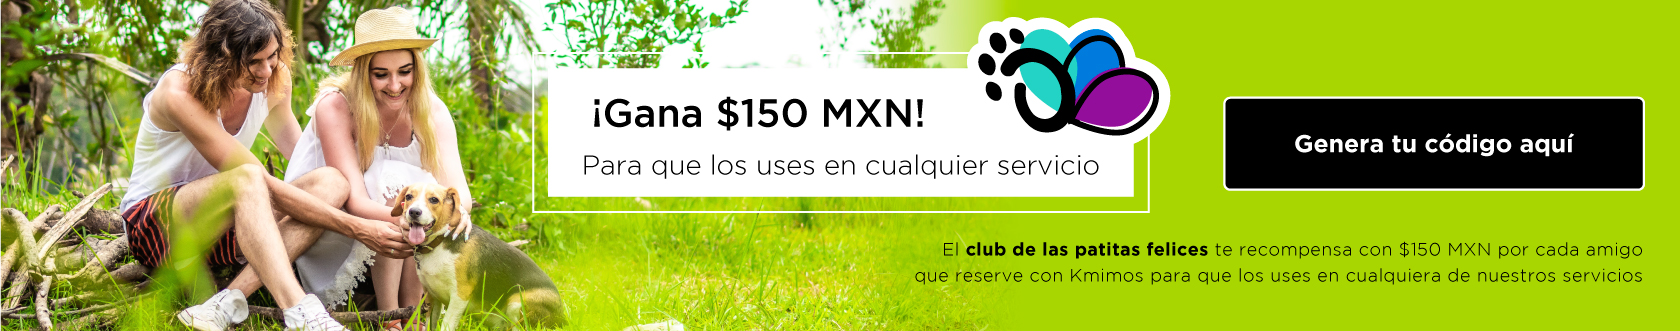 ¡Gana $150 MXN!
Para que los uses en cualquier servicio
Genera tu código aquí
El club de las patitas felices te recompensa con $150 MXN por cada amigo
que reserve con Kmimos para que los uses en cualquiera de nuestros servicios